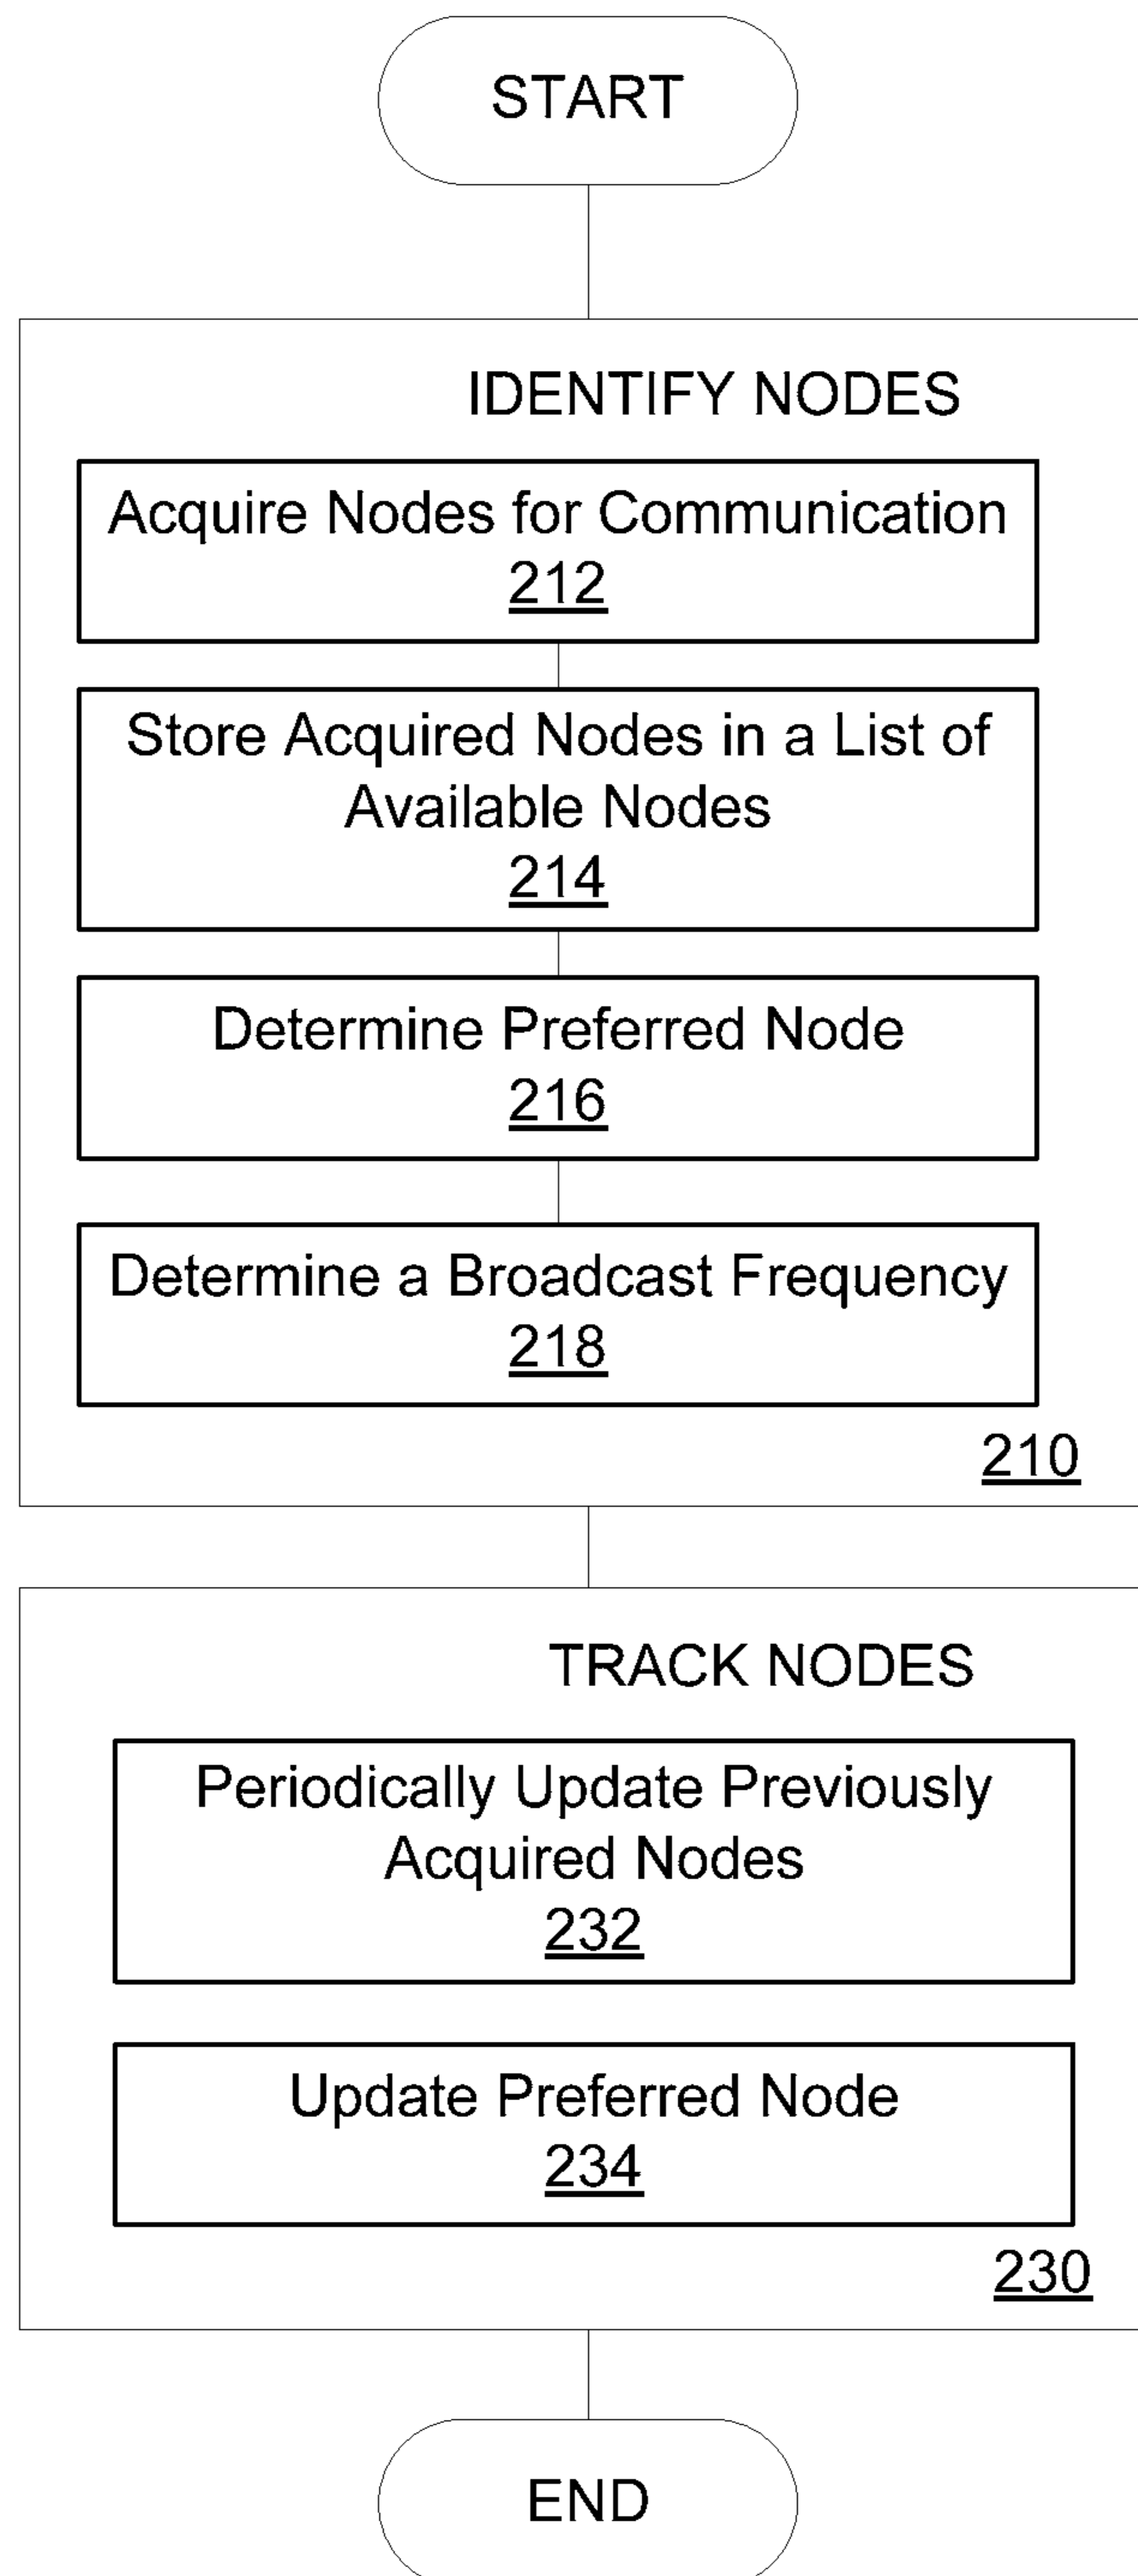 START
IDENTIFY NODES
Acquire Nodes for Communication
212
Store Acquired Nodes in a List of
Available Nodes
214
Determine Preferred Node
216
Determine a Broadcast Frequency
218
210
TRACK NODES
Periodically Update Previously
Acquired Nodes
232
Update Preferred Node
234
230
END